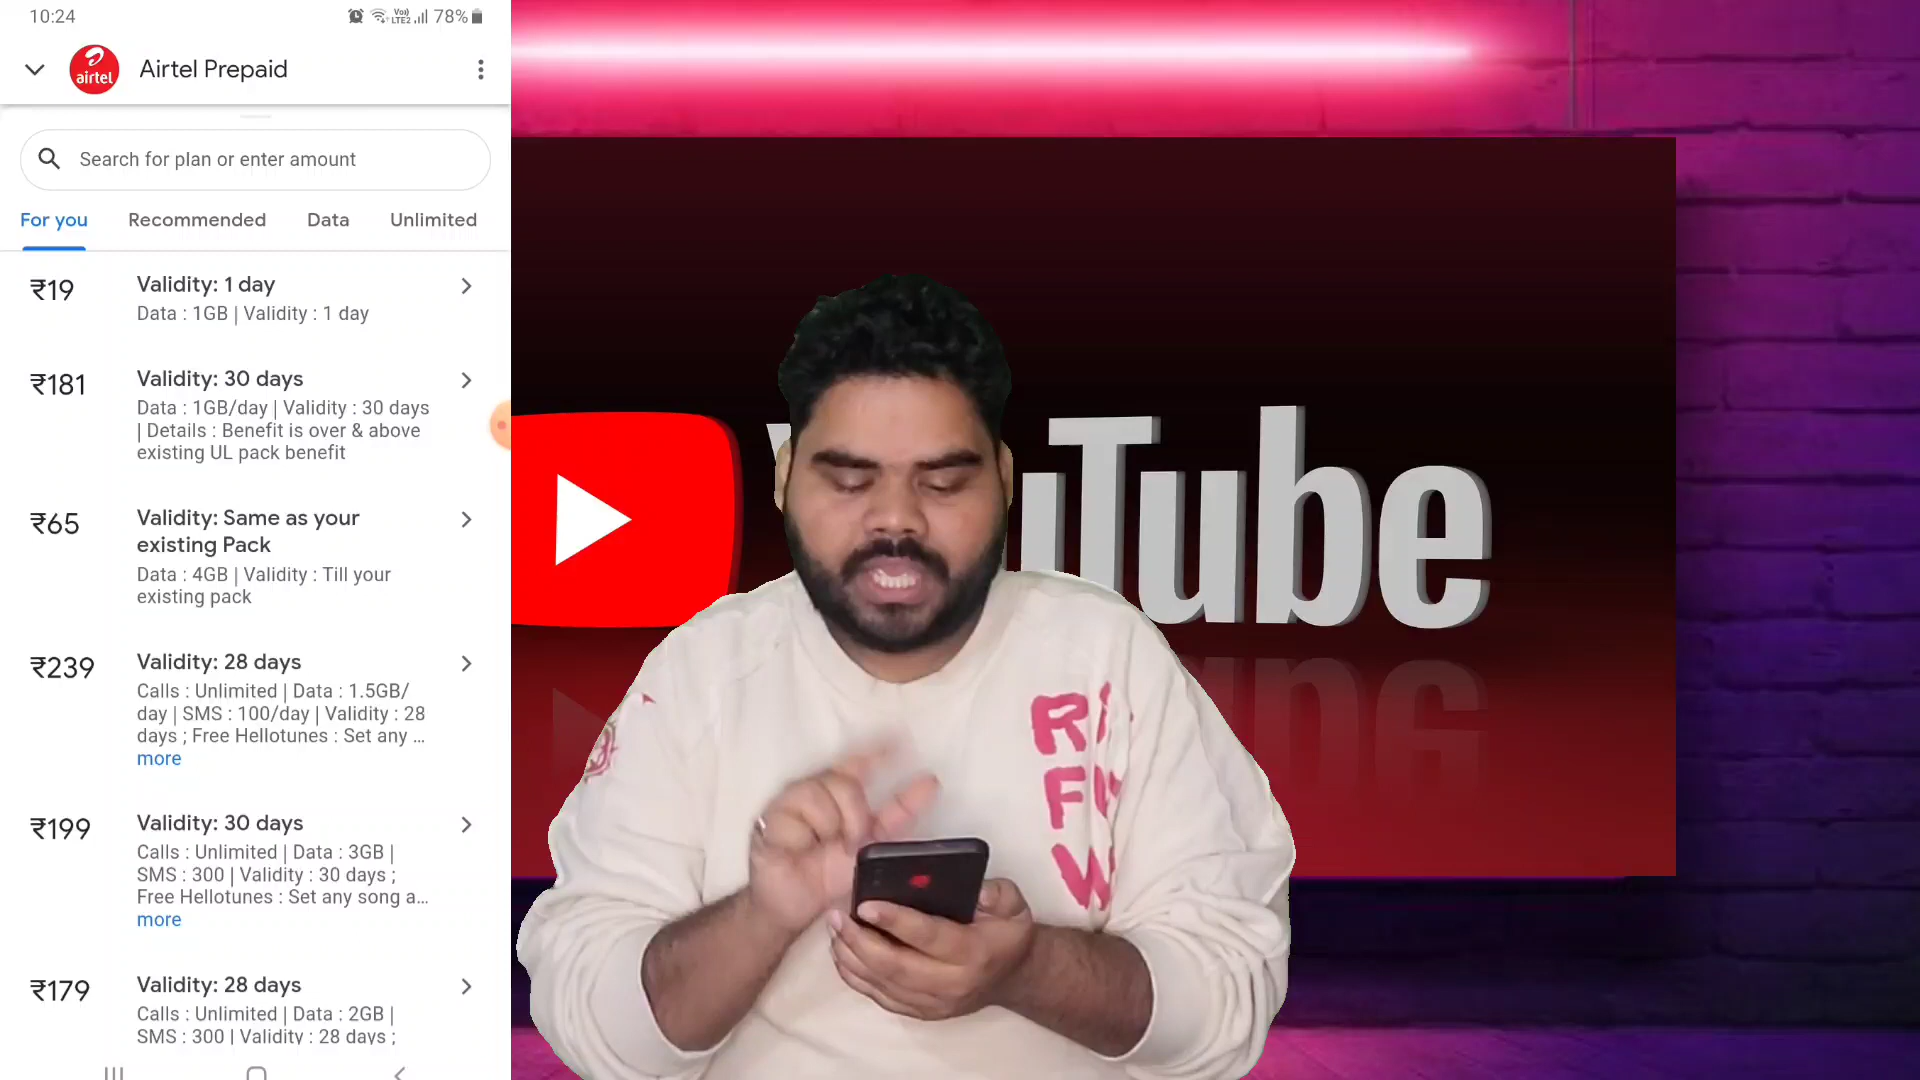 10:24
Vo)
LTE2
78%
airtel
Airtel Prepaid
Search for plan or enter amount
For you Recommended Data Unlimited
₹19 Validity: 1 day
Data : 1GB | Validity : 1 day
₹181 Validity: 30 days
Data : 1GB/day | Validity : 30 days
| Details : Benefit is over & above
existing UL pack benefit
₹65 Validity: Same as your
existing Pack
Data : 4GB | Validity : Till your
existing pack
₹239 Validity: 28 days
Calls : Unlimited | Data : 1.5GB/
day | SMS : 100/day | Validity : 28
days ; Free Hellotunes : Set any ...
more
₹199 Validity: 30 days
Calls : Unlimited | Data : 3GB |
SMS : 300 | Validity : 30 days ;
Free Hellotunes : Set any song a...
more
₹179 Validity: 28 days
Calls : Unlimited | Data : 2GB |
SMS : 300 | Validity : 28 days ;
YouTube